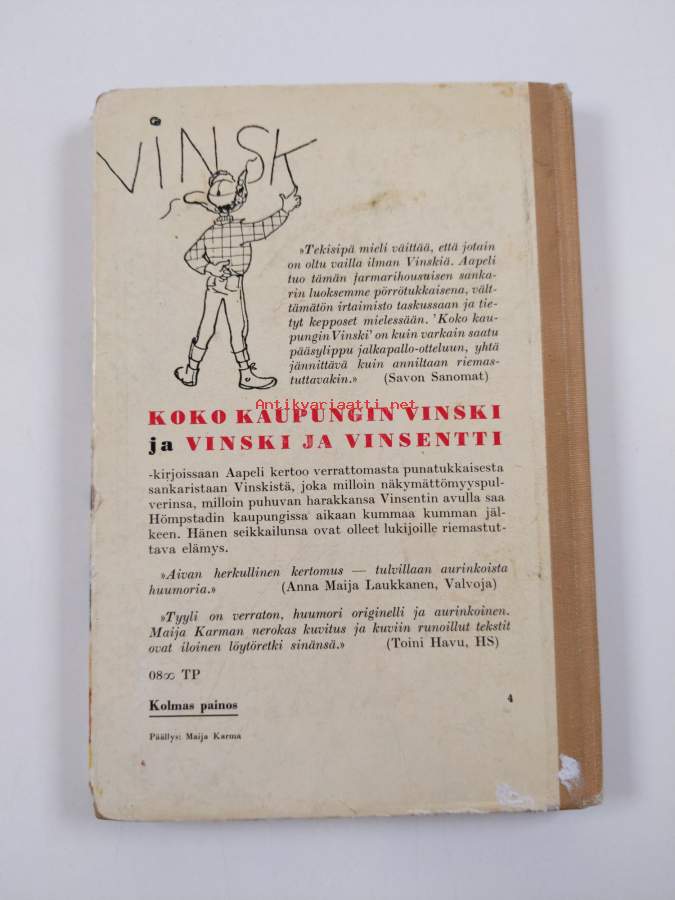 VINSK
»Tekisipä mieli väittää, että jotain
on oltu vailla ilman Vinskiä. Aapeli
tuo tämän jarmarihousuisen sanka-
rin luoksemme pörrötukkaisena, vält-
tämätön irtaimisto taskussaan ja tie-
tyt kepposet mielessään. 'Koko kau-
pungin Vinski' on kuin varkain saatu
pääsylippu jalkapallo-otteluun, yhtä
jännittävä kuin anniltaan riemas-
tuttavakin.» (Savon Sanomat)
Antikvariaatti.net
KOKO KAUPUNGIN VINSKI
ja VINSKI JA VINSENTTI
-kirjoissaan Aapeli kertoo verrattomasta punatukkaisesta
sankaristaan Vinskistä, joka milloin näkymättömyyspul-
verinsa, milloin puhuvan harakkansa Vinsentin avulla saa
Hömpstadin kaupungissa aikaan kummaa kumman jäl-
keen. Hänen seikkailunsa ovat olleet lukijoille riemastut-
tava elämys.
»Aivan herkullinen kertomus — tulvillaan aurinkoista
huumoria.» (Anna Maija Laukkanen, Valvoja)
»Tyyli on verraton, huumori originelli ja aurinkoinen.
Maija Karman nerokas kuvitus ja kuviin runoillut tekstit
ovat iloinen löytöretki sinänsä.» (Toini Havu, HS)
08∞ TP
Kolmas painos 4
Päällys: Maija Karma